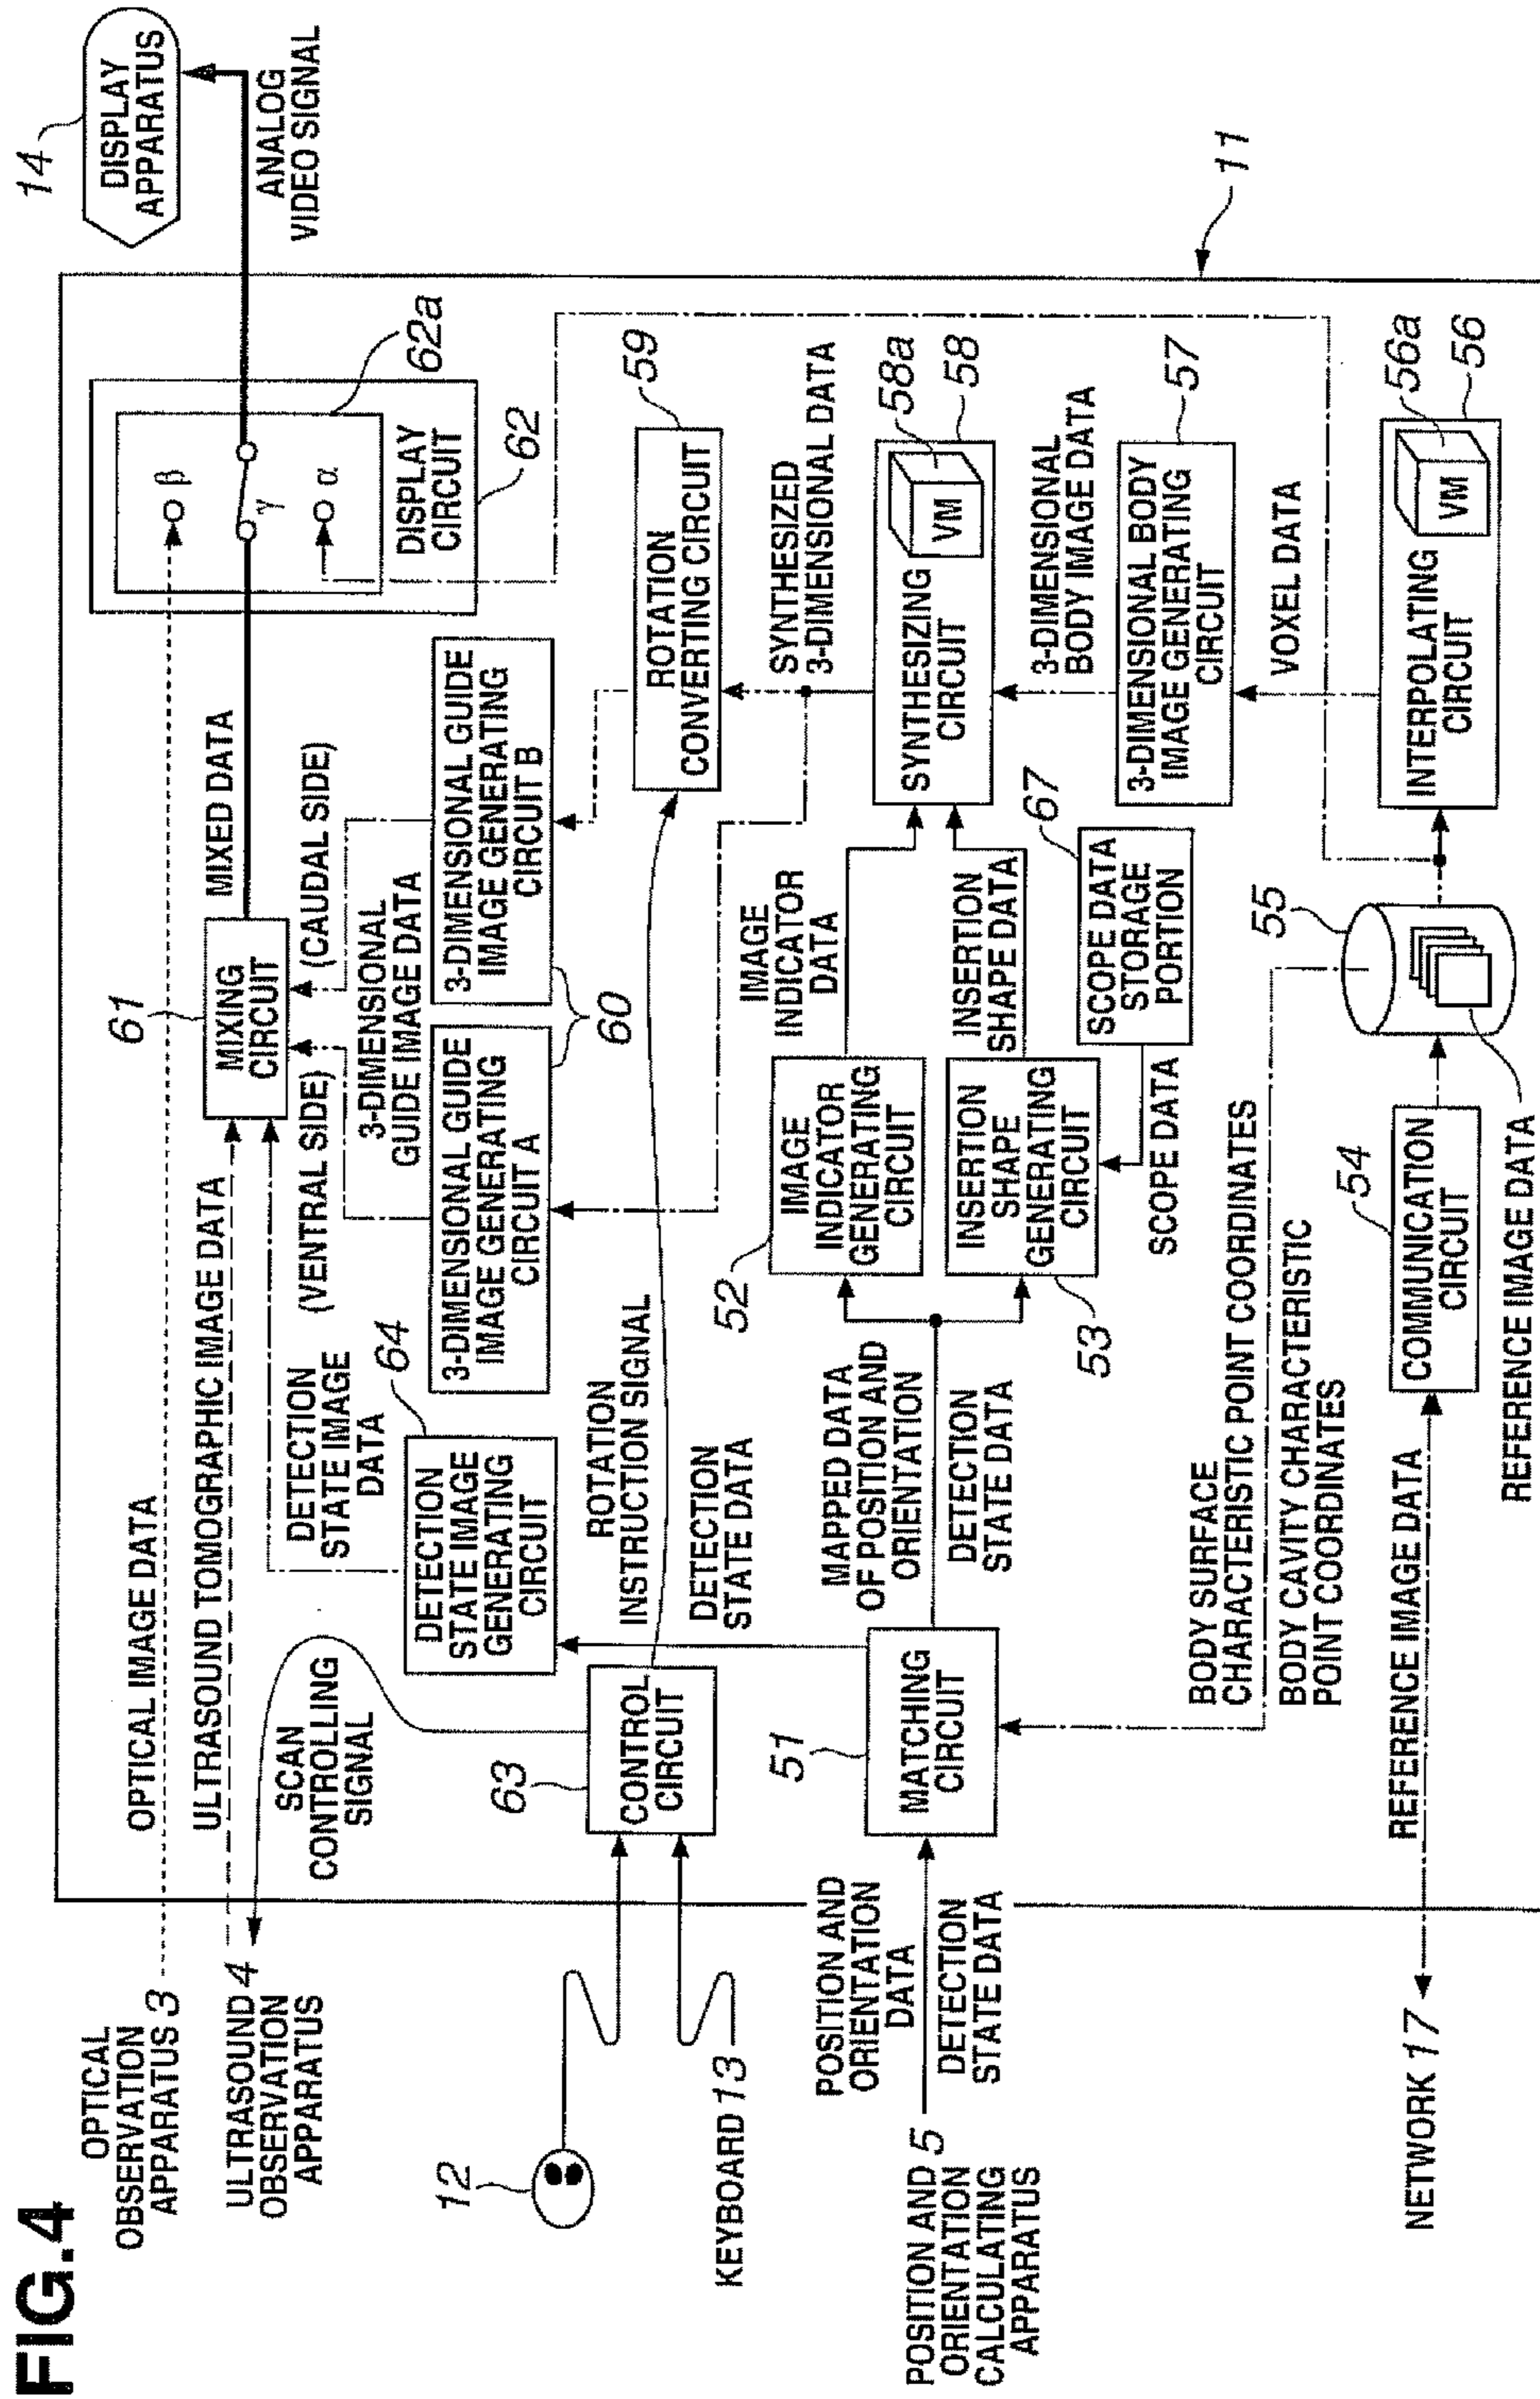 FIG.4
OPTICAL
OBSERVATION
APPARATUS 3
OPTICAL IMAGE DATA
ULTRASOUND 4
OBSERVATION
APPARATUS
ULTRASOUND TOMOGRAPHIC IMAGE DATA
SCAN
CONTROLLING
SIGNAL
DETECTION
STATE IMAGE
DATA
61
MIXING
CIRCUIT
(VENTRAL SIDE)
(CAUDAL SIDE)
MIXED DATA
3-DIMENSIONAL
GUIDE IMAGE DATA
β
γ
α
62a
DISPLAY
CIRCUIT
62
14
DISPLAY
APPARATUS
ANALOG
VIDEO SIGNAL
12
KEYBOARD 13
63
CONTROL
CIRCUIT
64
DETECTION
STATE IMAGE
GENERATING
CIRCUIT
3-DIMENSIONAL GUIDE
IMAGE GENERATING
CIRCUIT A
60
3-DIMENSIONAL GUIDE
IMAGE GENERATING
CIRCUIT B
ROTATION
INSTRUCTION SIGNAL
DETECTION
STATE DATA
59
ROTATION
CONVERTING CIRCUIT
SYNTHESIZED
3-DIMENSIONAL DATA
11
POSITION AND 5
ORIENTATION
CALCULATING
APPARATUS
POSITION AND
ORIENTATION
DATA
DETECTION
STATE DATA
51
MATCHING
CIRCUIT
MAPPED DATA
OF POSITION AND
ORIENTATION
DETECTION
STATE DATA
52
IMAGE
INDICATOR
GENERATING
CIRCUIT
IMAGE
INDICATOR
DATA
INSERTION
SHAPE
GENERATING
CIRCUIT
53
INSERTION
SHAPE DATA
SCOPE DATA
67
SCOPE DATA
STORAGE
PORTION
SYNTHESIZING
CIRCUIT
VM
58a
58
3-DIMENSIONAL
BODY IMAGE DATA
3-DIMENSIONAL BODY
IMAGE GENERATING
CIRCUIT
57
VOXEL DATA
BODY SURFACE
CHARACTERISTIC POINT COORDINATES
BODY CAVITY CHARACTERISTIC
POINT COORDINATES
NETWORK 17
REFERENCE IMAGE DATA
54
COMMUNICATION
CIRCUIT
55
REFERENCE IMAGE DATA
INTERPOLATING
CIRCUIT
VM
56a
56